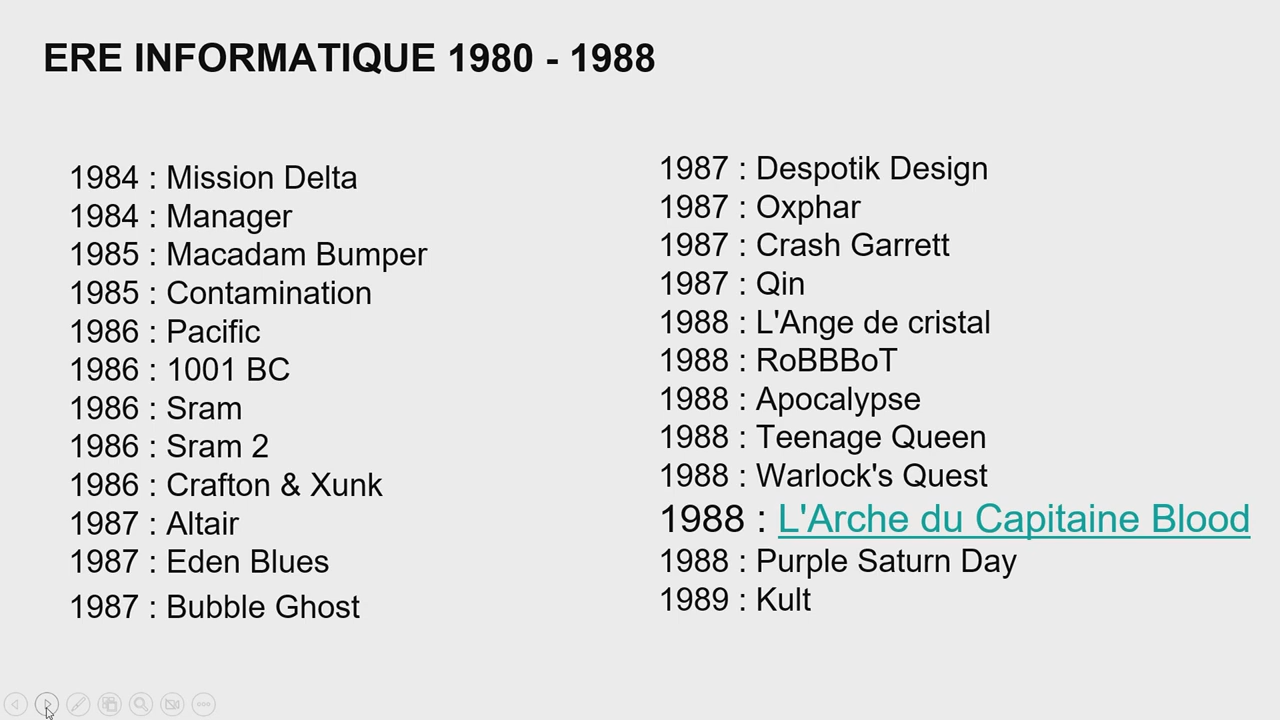 ERE INFORMATIQUE 1980 - 1988
1984 : Mission Delta
1984 : Manager
1985 : Macadam Bumper
1985 : Contamination
1986 : Pacific
1986 : 1001 BC
1986 : Sram
1986 : Sram 2
1986 : Crafton & Xunk
1987 : Altair
1987 : Eden Blues
1987 : Bubble Ghost
1987 : Despotik Design
1987 : Oxphar
1987 : Crash Garrett
1987 : Qin
1988 : L'Ange de cristal
1988 : RoBBBoT
1988 : Apocalypse
1988 : Teenage Queen
1988 : Warlock's Quest
1988 : L'Arche du Capitaine Blood
1988 : Purple Saturn Day
1989 : Kult